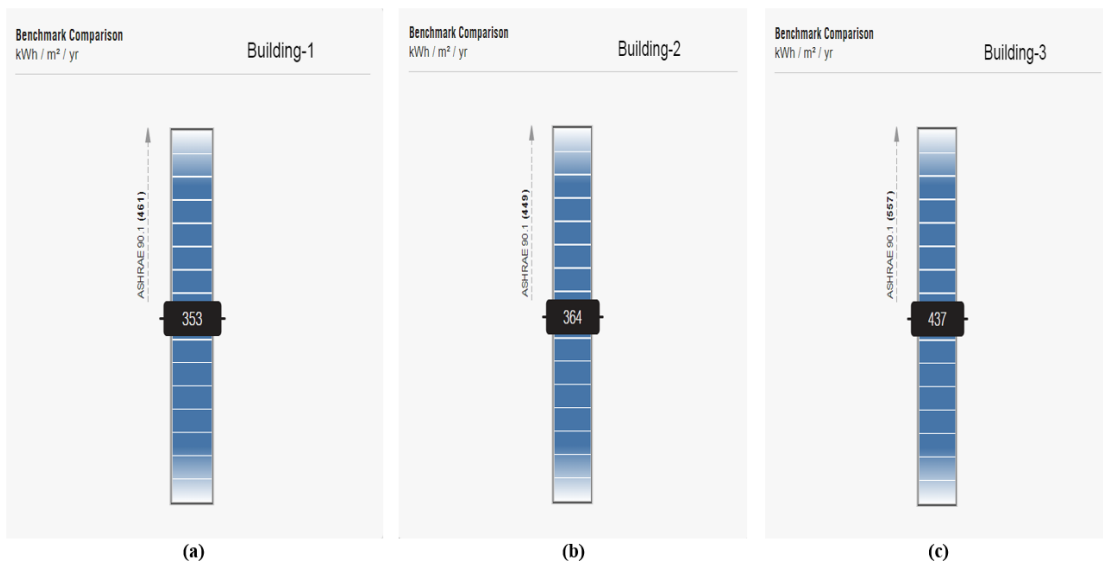 Benchmark Comparison
kWh / m² / yr
Building-1
ASHRAE 90.1 (461)
353
(a)
Benchmark Comparison
kWh / m² / yr
Building-2
ASHRAE 90.1 (449)
364
(b)
Benchmark Comparison
kWh / m² / yr
Building-3
ASHRAE 90.1 (557)
437
(c)